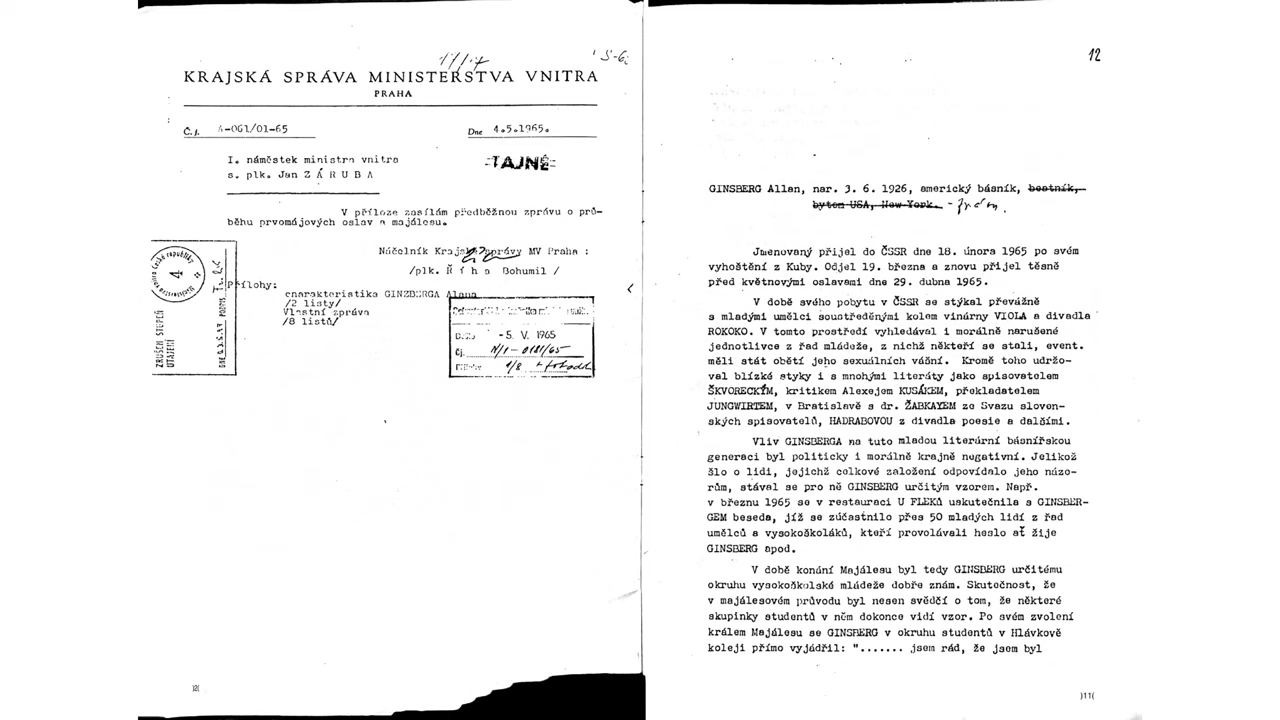 KRAJSKÁ SPRÁVA MINISTERSTVA VNITRA
PRAHA
Č. j. A-001/01-65
Dne 4.5.1965.
I. náměstek ministra vnitra
s. plk. Jan Z Á R U B A
TAJNÉ
V příloze zasílám předběžnou zprávu o prů-
běhu prvomájových oslav a majálesu.
Náčelník Krajské správy MV Praha :
/plk. Ř í h a Bohumil /
Přílohy:
charakteristika GINZBERGA Alana
/2 listy/
Vlastní zpráva
/8 listů/
4
ZRUŠEN STUPEŇ
UTAJENÍ
DNE
PODPIS
-5. V. 1965
Čj. N/1-0181/65
1/8
12
GINSBERG Allan, nar. 3. 6. 1926, americký básník, beatník,
bytem USA, New York.
Jmenovaný přijel do ČSSR dne 18. února 1965 po svém
vyhoštění z Kuby. Odjel 19. března a znovu přijel těsně
před květnovými oslavami dne 29. dubna 1965.
V době svého pobytu v ČSSR se stýkal převážně
s mladými umělci soustředěnými kolem vinárny VIOLA a divadla
ROKOKO. V tomto prostředí vyhledával i morálně narušené
jednotlivce z řad mládeže, z nichž někteří se stali, event.
měli stát obětí jeho sexuálních vášní. Kromě toho udržo-
val blízké styky i s mnohými literáty jako spisovatelem
ŠKVORECKÝM, kritikem Alexejem KUSÁKEM, překladatelem
JUNGWIRTEM, v Bratislavě s dr. ŽABKAYEM ze Svazu sloven-
ských spisovatelů, HADRABOVOU z divadla poesie a dalšími.
Vliv GINSBERGA na tuto mladou literární básnířskou
generaci byl politicky i morálně krajně negativní. Jelikož
šlo o lidi, jejichž celkové založení odpovídalo jeho názo-
rům, stával se pro ně GINSBERG určitým vzorem. Např.
v březnu 1965 se v restauraci U FLEKŮ uskutečnila s GINSBER-
GEM beseda, jíž se zúčastnilo přes 50 mladých lidí z řad
umělců a vysokoškoláků, kteří provolávali heslo ať žije
GINSBERG apod.
V době konání Majálesu byl tedy GINSBERG určitému
okruhu vysokoškolské mládeže dobře znám. Skutečnost, že
v majálesovém průvodu byl nesen svědčí o tom, že některé
skupinky studentů v něm dokonce vidí vzor. Po svém zvolení
králem Majálesu se GINSBERG v okruhu studentů v Hlávkově
koleji přímo vyjádřil: "....... jsem rád, že jsem byl
)11(